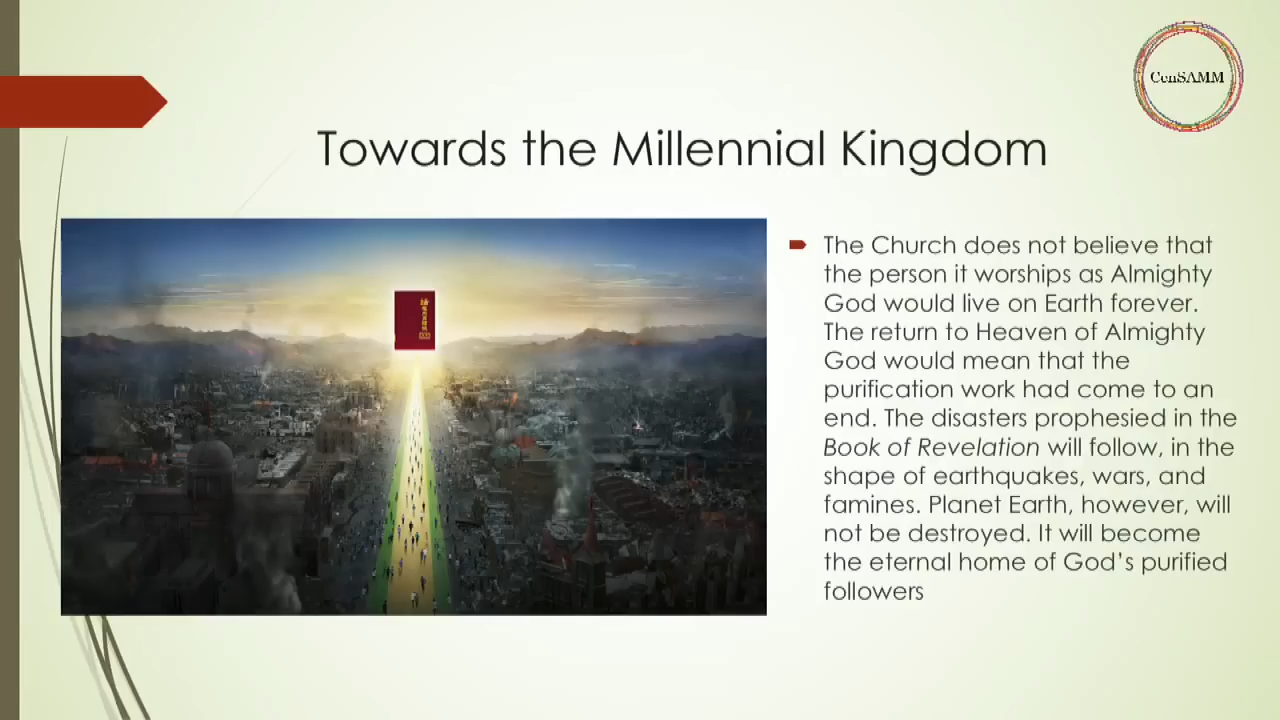 CenSAMM
Towards the Millennial Kingdom
The Church does not believe that
the person it worships as Almighty
God would live on Earth forever.
The return to Heaven of Almighty
God would mean that the
purification work had come to an
end. The disasters prophesied in the
Book of Revelation will follow, in the
shape of earthquakes, wars, and
famines. Planet Earth, however, will
not be destroyed. It will become
the eternal home of God’s purified
followers